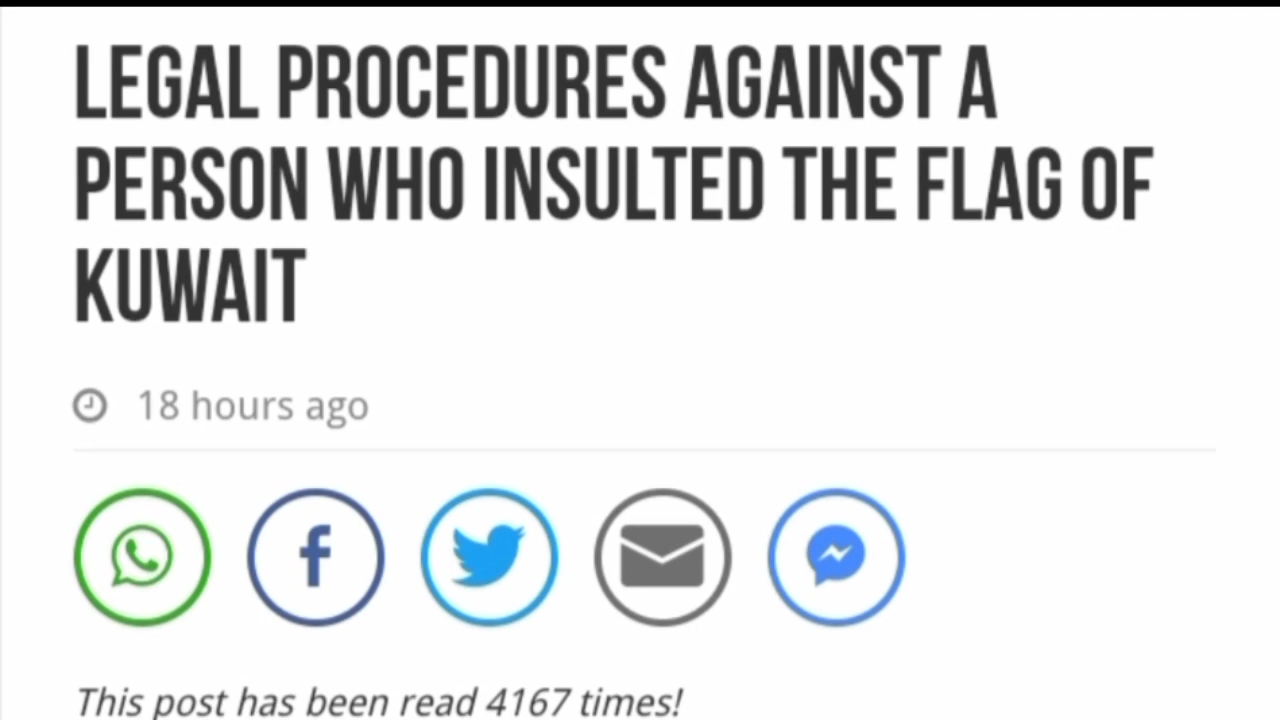 LEGAL PROCEDURES AGAINST A
PERSON WHO INSULTED THE FLAG OF
KUWAIT
18 hours ago
This post has been read 4167 times!